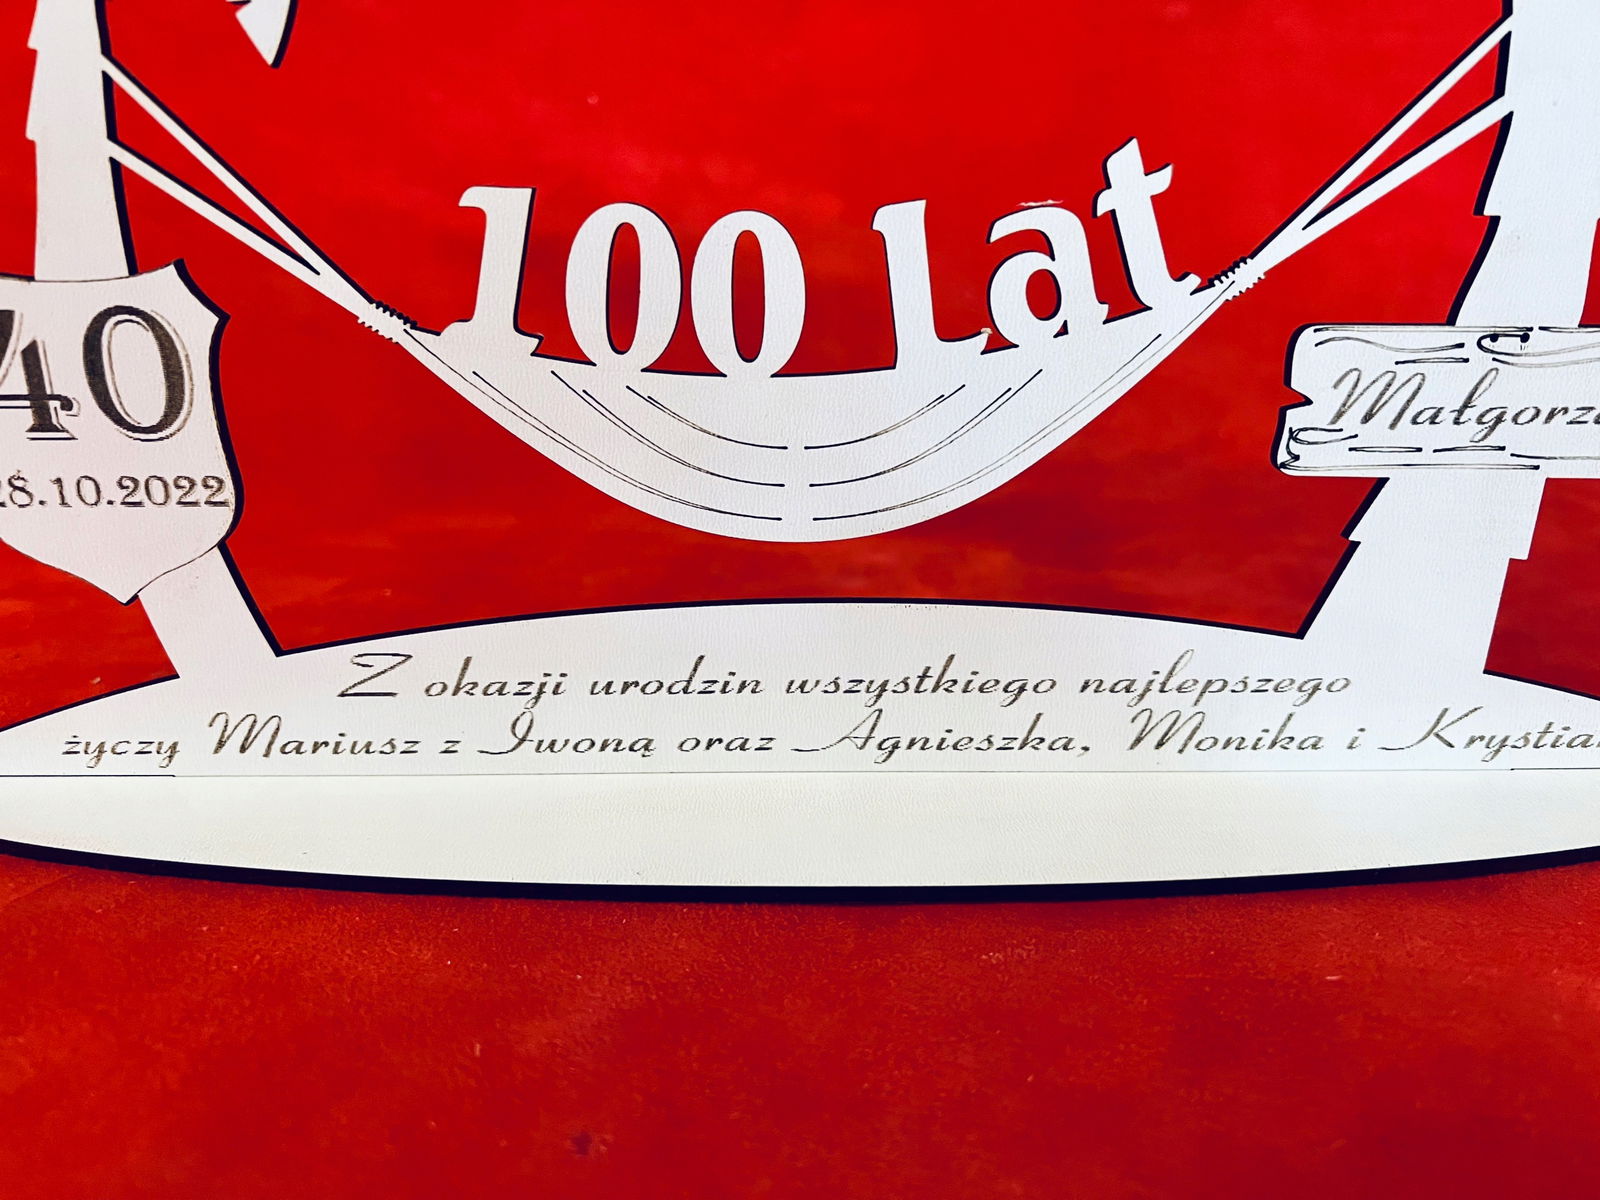 100 lat
40
28.10.2022
Z okazji urodzin wszystkiego najlepszego
życzy Mariusz z Iwoną oraz Agnieszka, Monika i